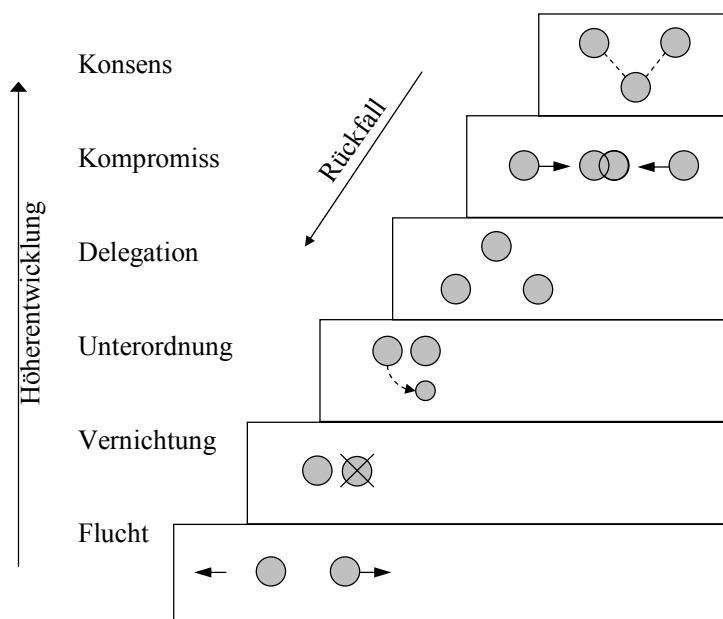 Konsens
Rückfall
Kompromiss
Delegation
Höherentwicklung
Unterordnung
Vernichtung
Flucht